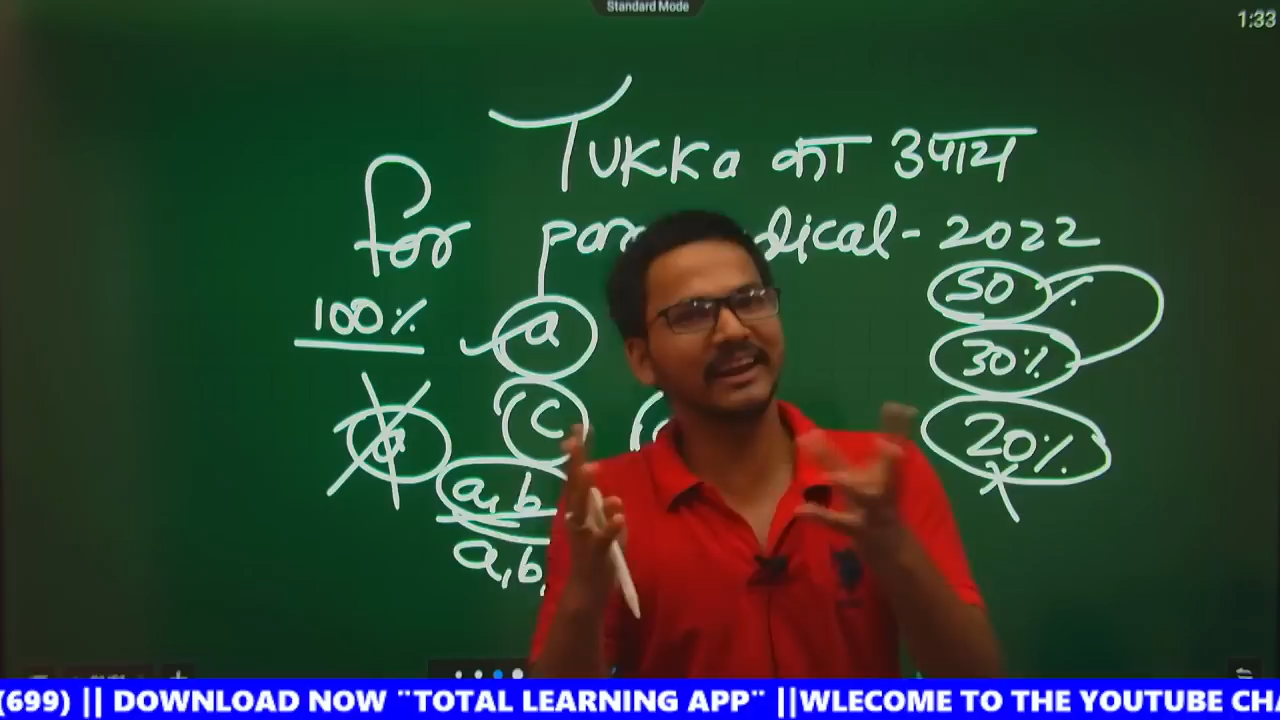 Standard Mode
1:33
Tukka का उपाय
for para dical - 2022
100%
a
50%
c
30%
a
20%
a, b
a, b,
(699) || DOWNLOAD NOW ¨TOTAL LEARNING APP¨ ||WLECOME TO THE YOUTUBE CHA